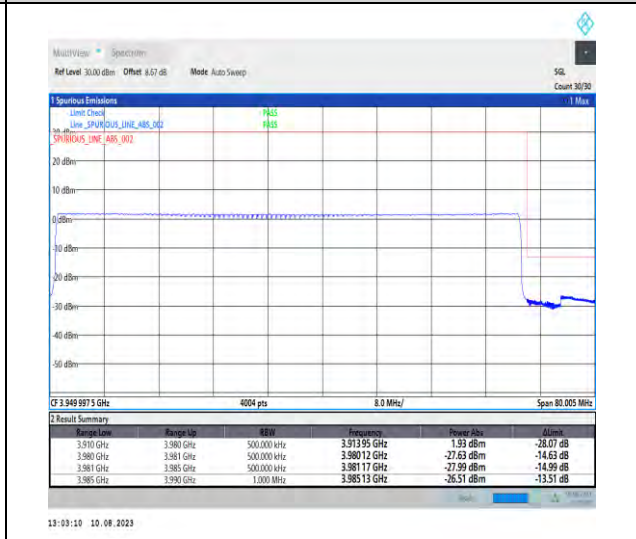 MultiView Spectrum
Ref Level 30.00 dBm Offset 8.67 dB Mode Auto Sweep SGL
Count 30/30
1 Spurious Emissions 1 Max
Limit Check PASS
Line _SPURIOUS_LINE_ABS_002 PASS
_SPURIOUS_LINE_ABS_002
20 dBm
10 dBm
0 dBm
-10 dBm
-20 dBm
-30 dBm
-40 dBm
-50 dBm
CF 3.949 997 5 GHz 4004 pts 8.0 MHz/ Span 80.005 MHz
2 Result Summary
Range Low Range Up RBW Frequency Power Abs ΔLimit
3.910 GHz 3.980 GHz 500.000 kHz 3.913 95 GHz 1.93 dBm -28.07 dB
3.980 GHz 3.981 GHz 500.000 kHz 3.980 12 GHz -27.63 dBm -14.63 dB
3.981 GHz 3.985 GHz 500.000 kHz 3.981 17 GHz -27.99 dBm -14.99 dB
3.985 GHz 3.990 GHz 1.000 MHz 3.985 13 GHz -26.51 dBm -13.51 dB
13:03:10 10.08.2023